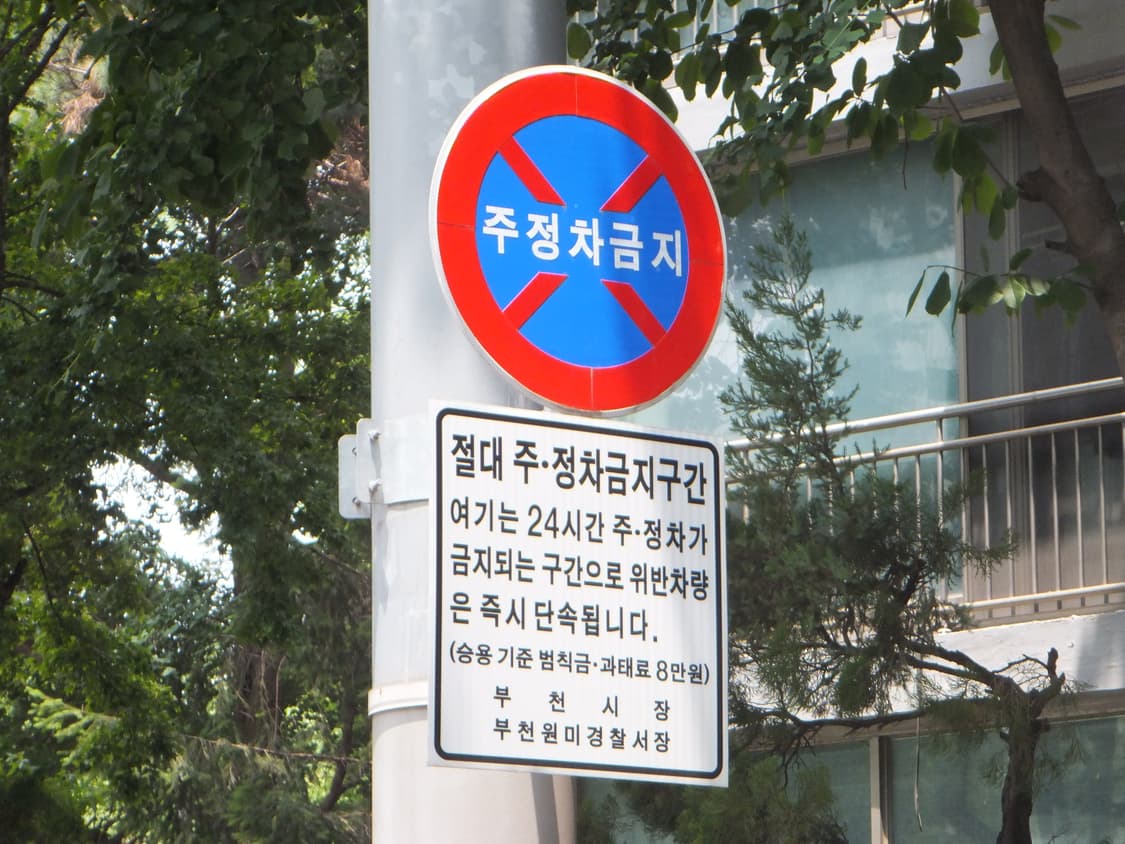 주정차금지
절대 주·정차금지구간
여기는 24시간 주·정차가
금지되는 구간으로 위반차량
은 즉시 단속됩니다.
(승용 기준 범칙금·과태료 8만원)
부 천 시 장
부천원미경찰서장